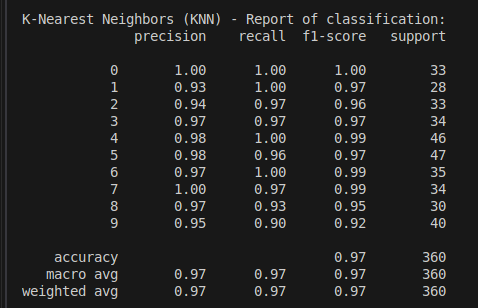 K-Nearest Neighbors (KNN) - Report of classification:
precision recall f1-score support
0 1.00 1.00 1.00 33
1 0.93 1.00 0.97 28
2 0.94 0.97 0.96 33
3 0.97 0.97 0.97 34
4 0.98 1.00 0.99 46
5 0.98 0.96 0.97 47
6 0.97 1.00 0.99 35
7 1.00 0.97 0.99 34
8 0.97 0.93 0.95 30
9 0.95 0.90 0.92 40
accuracy 0.97 360
macro avg 0.97 0.97 0.97 360
weighted avg 0.97 0.97 0.97 360